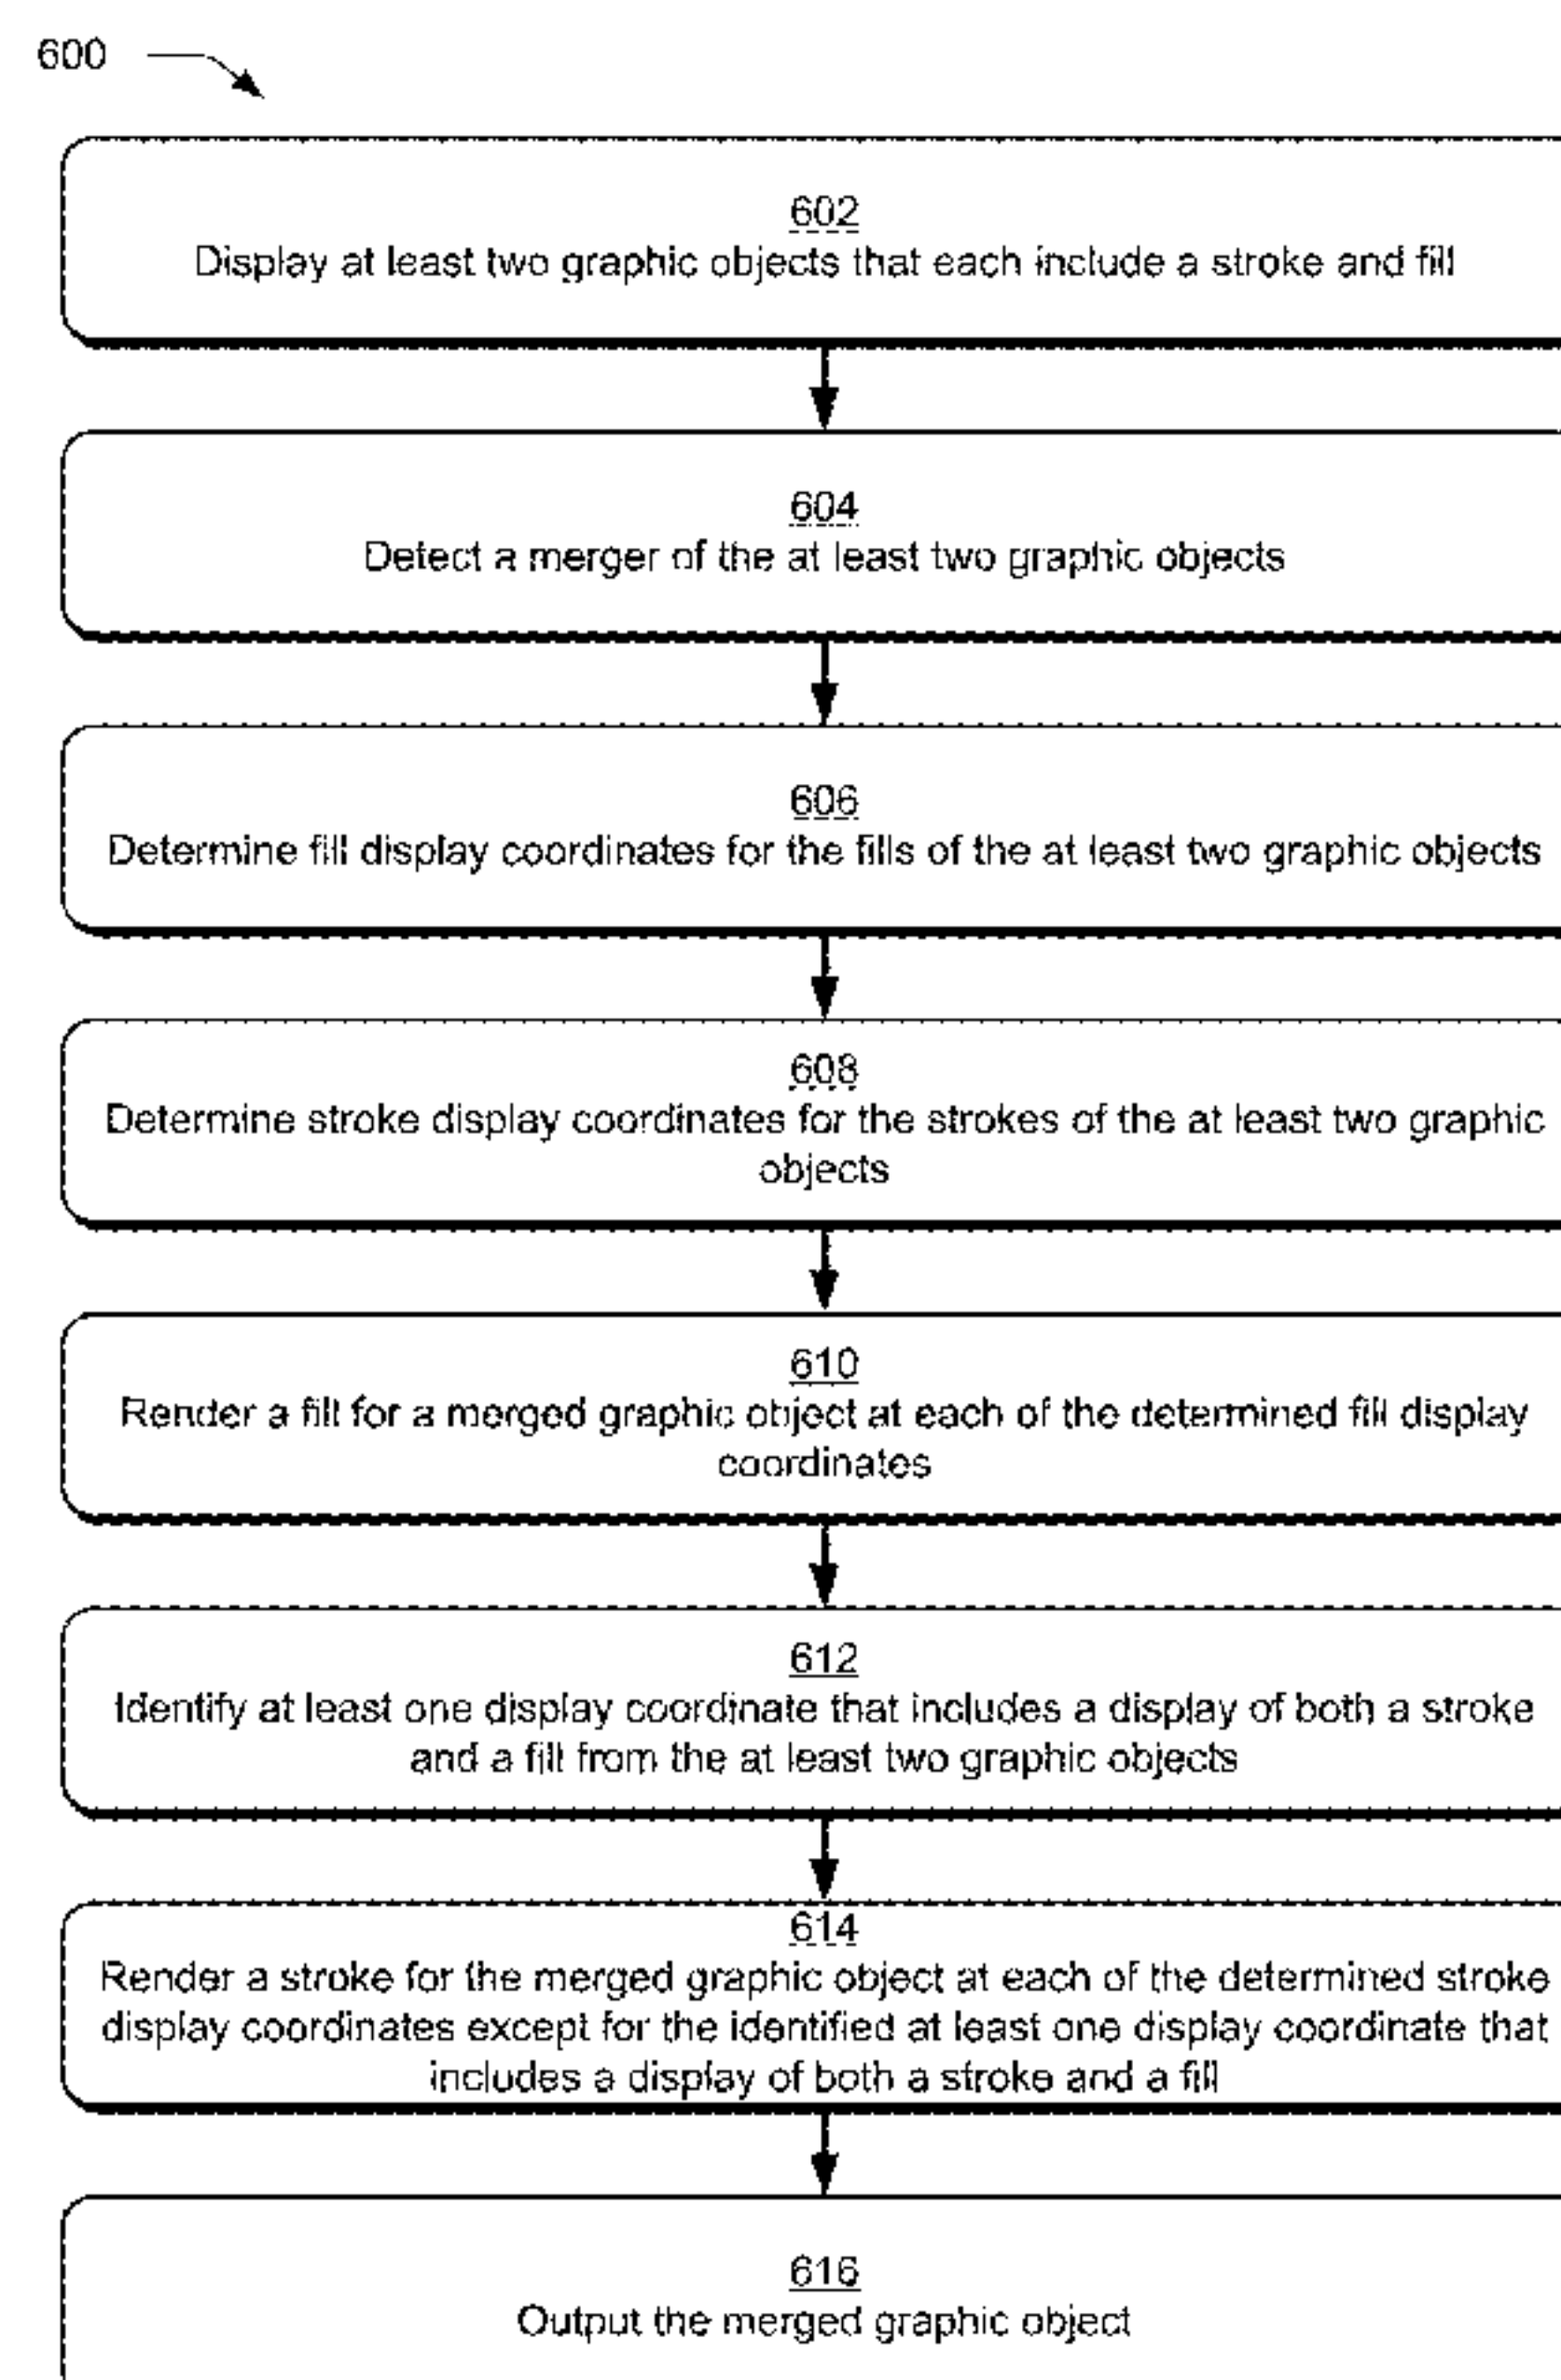 600
602
Display at least two graphic objects that each include a stroke and fill
604
Detect a merger of the at least two graphic objects
606
Determine fill display coordinates for the fills of the at least two graphic objects
608
Determine stroke display coordinates for the strokes of the at least two graphic
objects
610
Render a fill for a merged graphic object at each of the determined fill display
coordinates
612
Identify at least one display coordinate that includes a display of both a stroke
and a fill from the at least two graphic objects
614
Render a stroke for the merged graphic object at each of the determined stroke
display coordinates except for the identified at least one display coordinate that
includes a display of both a stroke and a fill
616
Output the merged graphic object